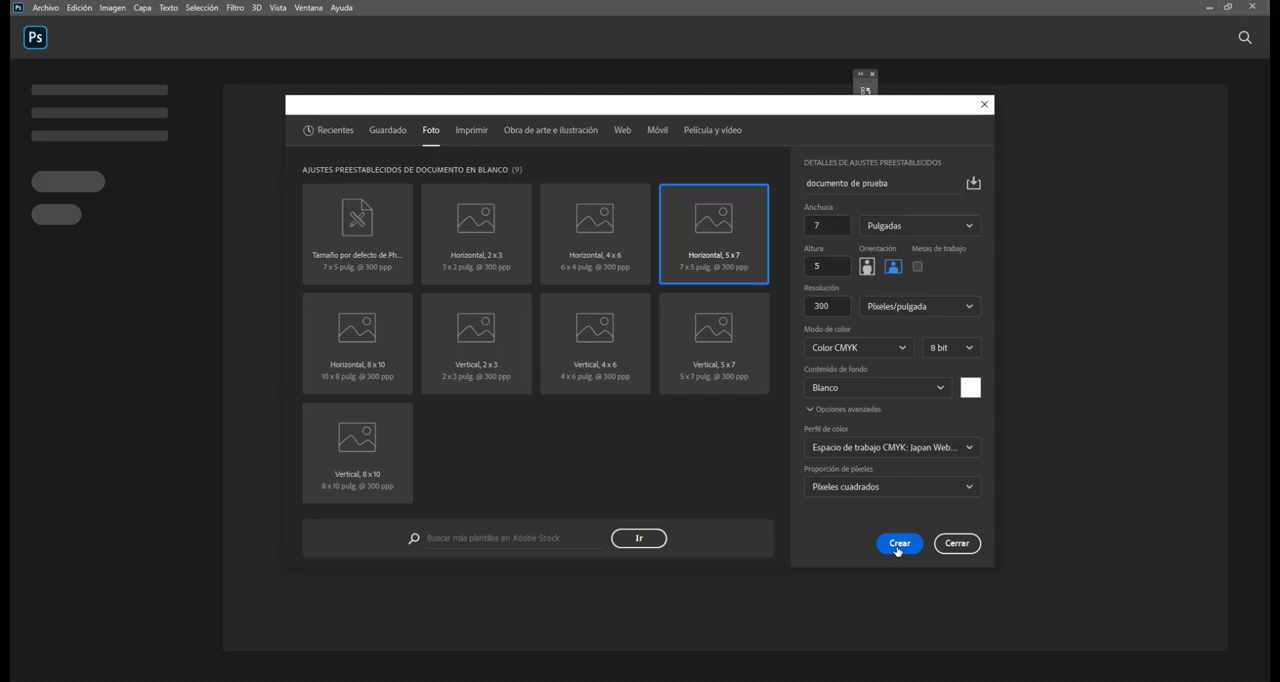 Ps Archivo Edición Imagen Capa Texto Selección Filtro 3D Vista Ventana Ayuda
Ps
Recientes Guardado Foto Imprimir Obra de arte e ilustración Web Móvil Película y vídeo
AJUSTES PREESTABLECIDOS DE DOCUMENTO EN BLANCO (9)
Tamaño por defecto de Ph...
7 x 5 pulg. @ 300 ppp
Horizontal, 2 x 3
3 x 2 pulg. @ 300 ppp
Horizontal, 4 x 6
6 x 4 pulg. @ 300 ppp
Horizontal, 5 x 7
7 x 5 pulg. @ 300 ppp
Horizontal, 8 x 10
10 x 8 pulg. @ 300 ppp
Vertical, 2 x 3
2 x 3 pulg. @ 300 ppp
Vertical, 4 x 6
4 x 6 pulg. @ 300 ppp
Vertical, 5 x 7
5 x 7 pulg. @ 300 ppp
Vertical, 8 x 10
8 x 10 pulg. @ 300 ppp
Buscar más plantillas en Adobe Stock Ir
DETALLES DE AJUSTES PREESTABLECIDOS
documento de prueba
Anchura
7 Pulgadas
Altura Orientación Mesas de trabajo
5
Resolución
300 Píxeles/pulgada
Modo de color
Color CMYK 8 bit
Contenido de fondo
Blanco
Opciones avanzadas
Perfil de color
Espacio de trabajo CMYK: Japan Web...
Proporción de píxeles
Píxeles cuadrados
Crear Cerrar